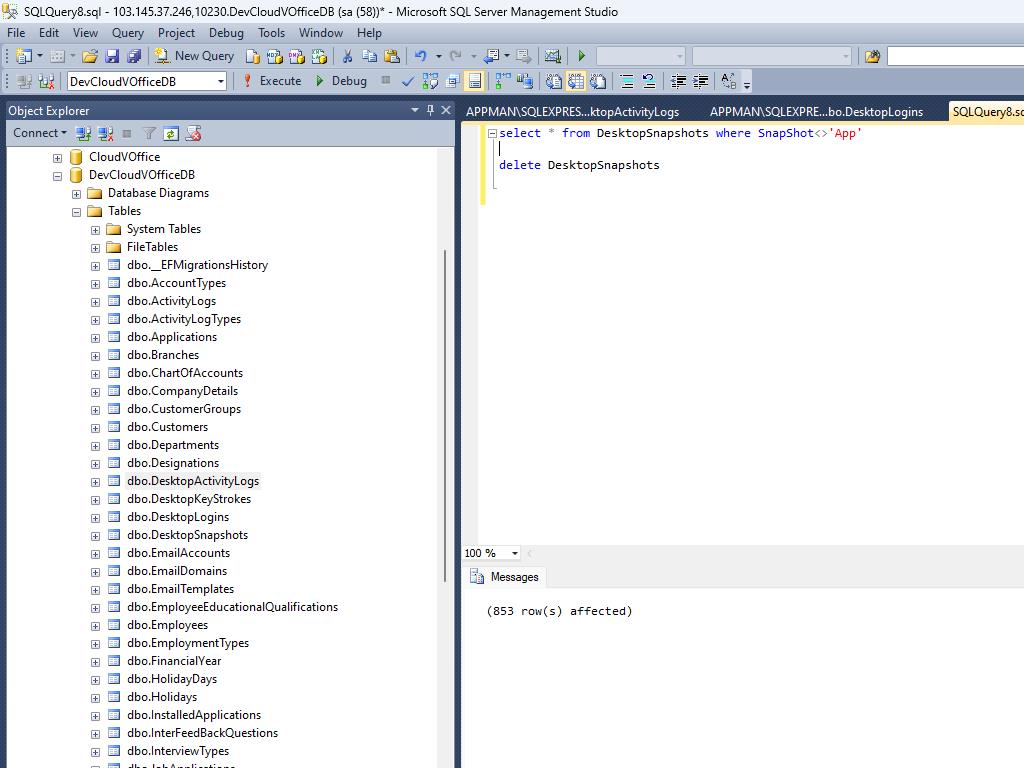 SQLQuery8.sql - 103.145.37.246,10230.DevCloudVOfficeDB (sa (58))* - Microsoft SQL Server Management Studio
File Edit View Query Project Debug Tools Window Help
New Query
DevCloudVOfficeDB Execute Debug
Object Explorer
Connect
CloudVOffice
DevCloudVOfficeDB
Database Diagrams
Tables
System Tables
FileTables
dbo.__EFMigrationsHistory
dbo.AccountTypes
dbo.ActivityLogs
dbo.ActivityLogTypes
dbo.Applications
dbo.Branches
dbo.ChartOfAccounts
dbo.CompanyDetails
dbo.CustomerGroups
dbo.Customers
dbo.Departments
dbo.Designations
dbo.DesktopActivityLogs
dbo.DesktopKeyStrokes
dbo.DesktopLogins
dbo.DesktopSnapshots
dbo.EmailAccounts
dbo.EmailDomains
dbo.EmailTemplates
dbo.EmployeeEducationalQualifications
dbo.Employees
dbo.EmploymentTypes
dbo.FinancialYear
dbo.HolidayDays
dbo.Holidays
dbo.InstalledApplications
dbo.InterFeedBackQuestions
dbo.InterviewTypes
APPMAN\SQLEXPRES...ktopActivityLogs APPMAN\SQLEXPRE...bo.DesktopLogins SQLQuery8.sq
select * from DesktopSnapshots where SnapShot<>'App'
delete DesktopSnapshots
100 %
Messages
(853 row(s) affected)